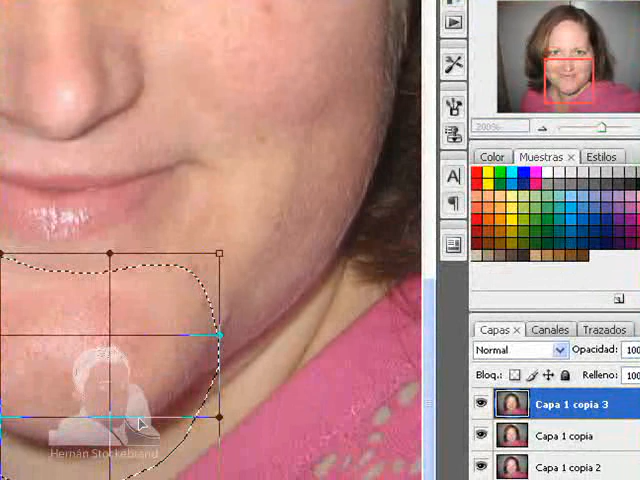 200%
Color Muestras × Estilos
Capas × Canales Trazados
Normal Opacidad: 100
Bloq.: Relleno: 100
Capa 1 copia 3
Capa 1 copia
Capa 1 copia 2
Hernán Stockebrand